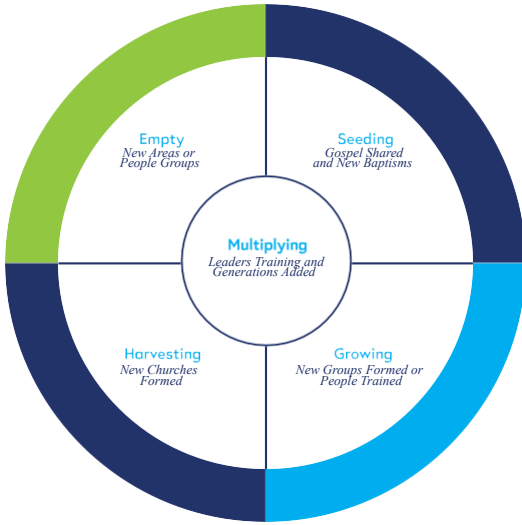 Empty
New Areas or
People Groups
Seeding
Gospel Shared
and New Baptisms
Multiplying
Leaders Training and
Generations Added
Harvesting
New Churches
Formed
Growing
New Groups Formed or
People Trained